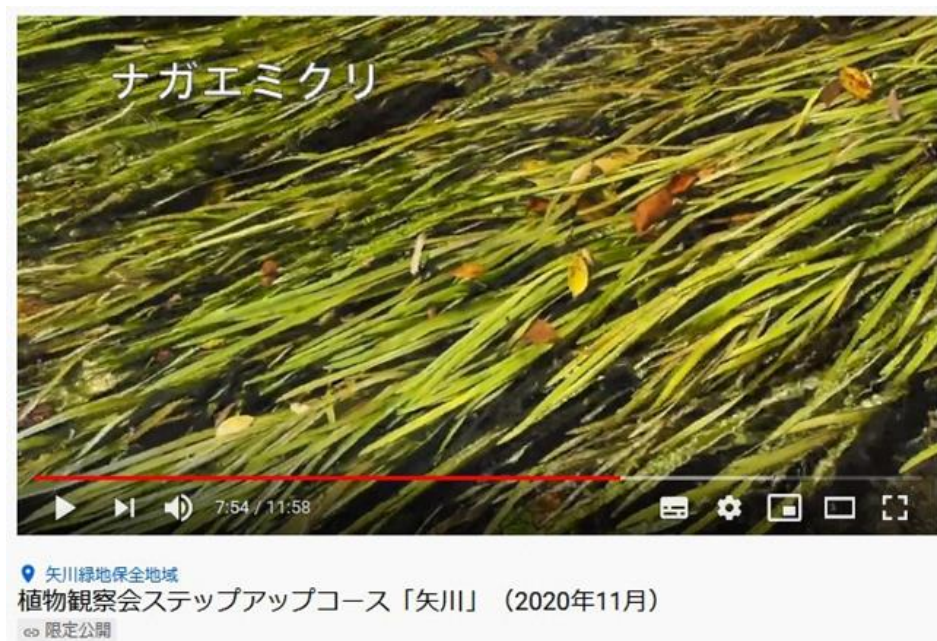 ナガエミクリ
7:54 / 11:58
矢川緑地保全地域
植物観察会ステップアップコース「矢川」（2020年11月）
限定公開